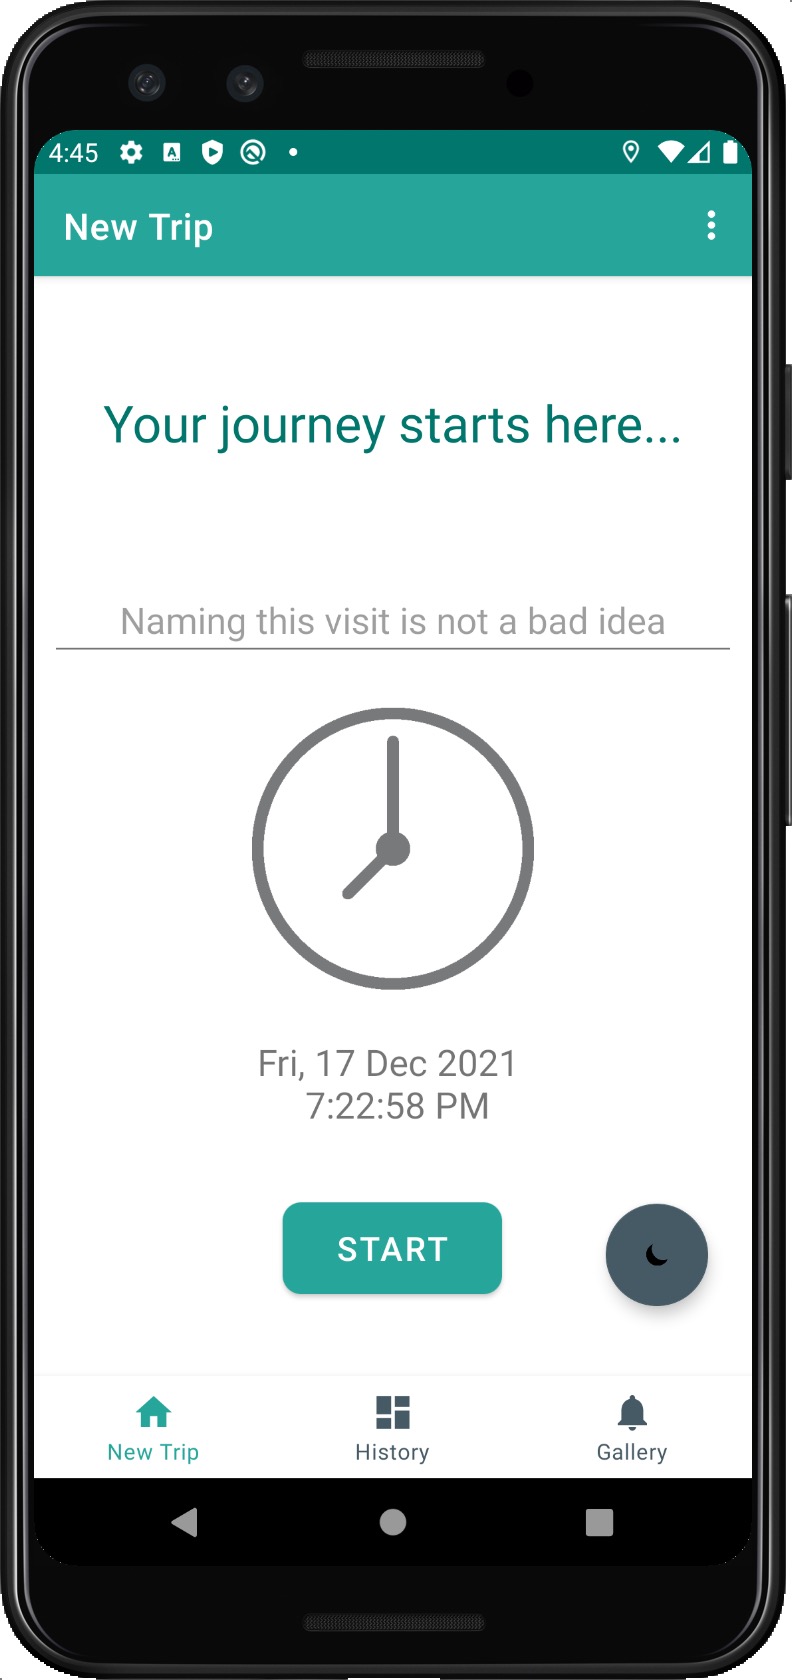 4:45
New Trip
Your journey starts here...
Naming this visit is not a bad idea
Fri, 17 Dec 2021
7:22:58 PM
START
New Trip
History
Gallery